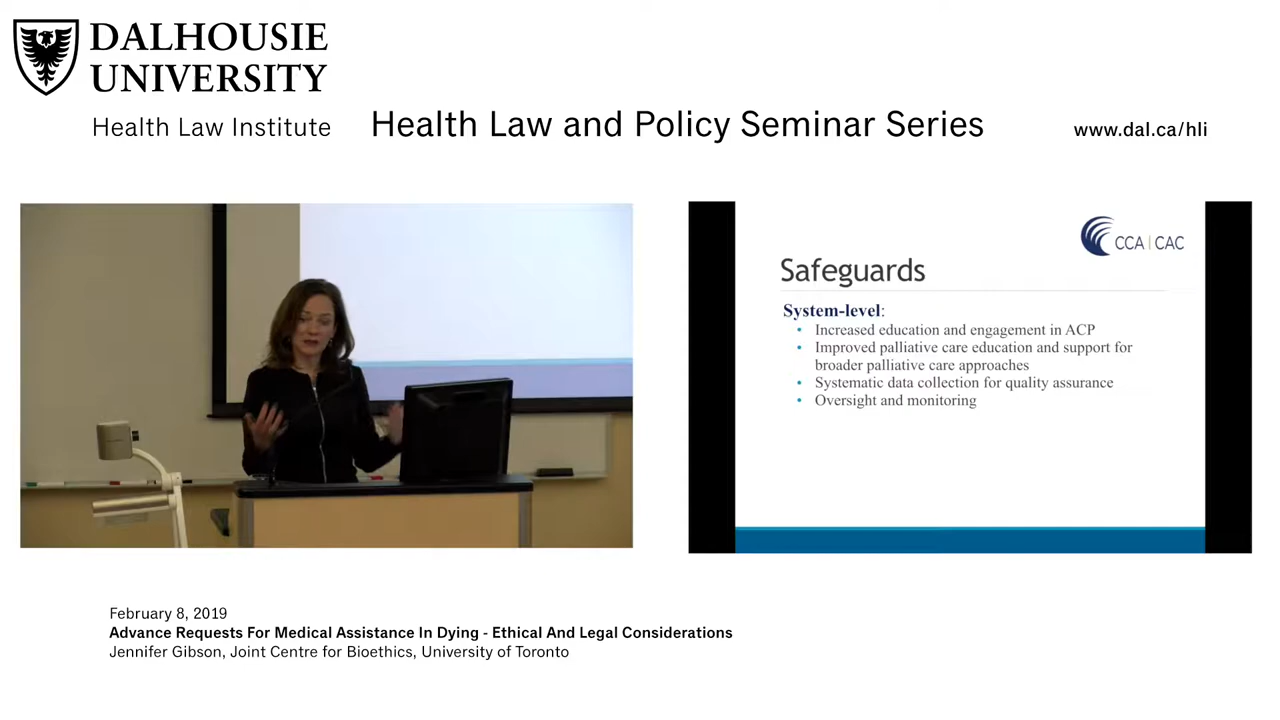 DALHOUSIE
UNIVERSITY
Health Law Institute
Health Law and Policy Seminar Series
www.dal.ca/hli
CCA | CAC
Safeguards
System-level:
• Increased education and engagement in ACP
• Improved palliative care education and support for
broader palliative care approaches
• Systematic data collection for quality assurance
• Oversight and monitoring
February 8, 2019
Advance Requests For Medical Assistance In Dying - Ethical And Legal Considerations
Jennifer Gibson, Joint Centre for Bioethics, University of Toronto